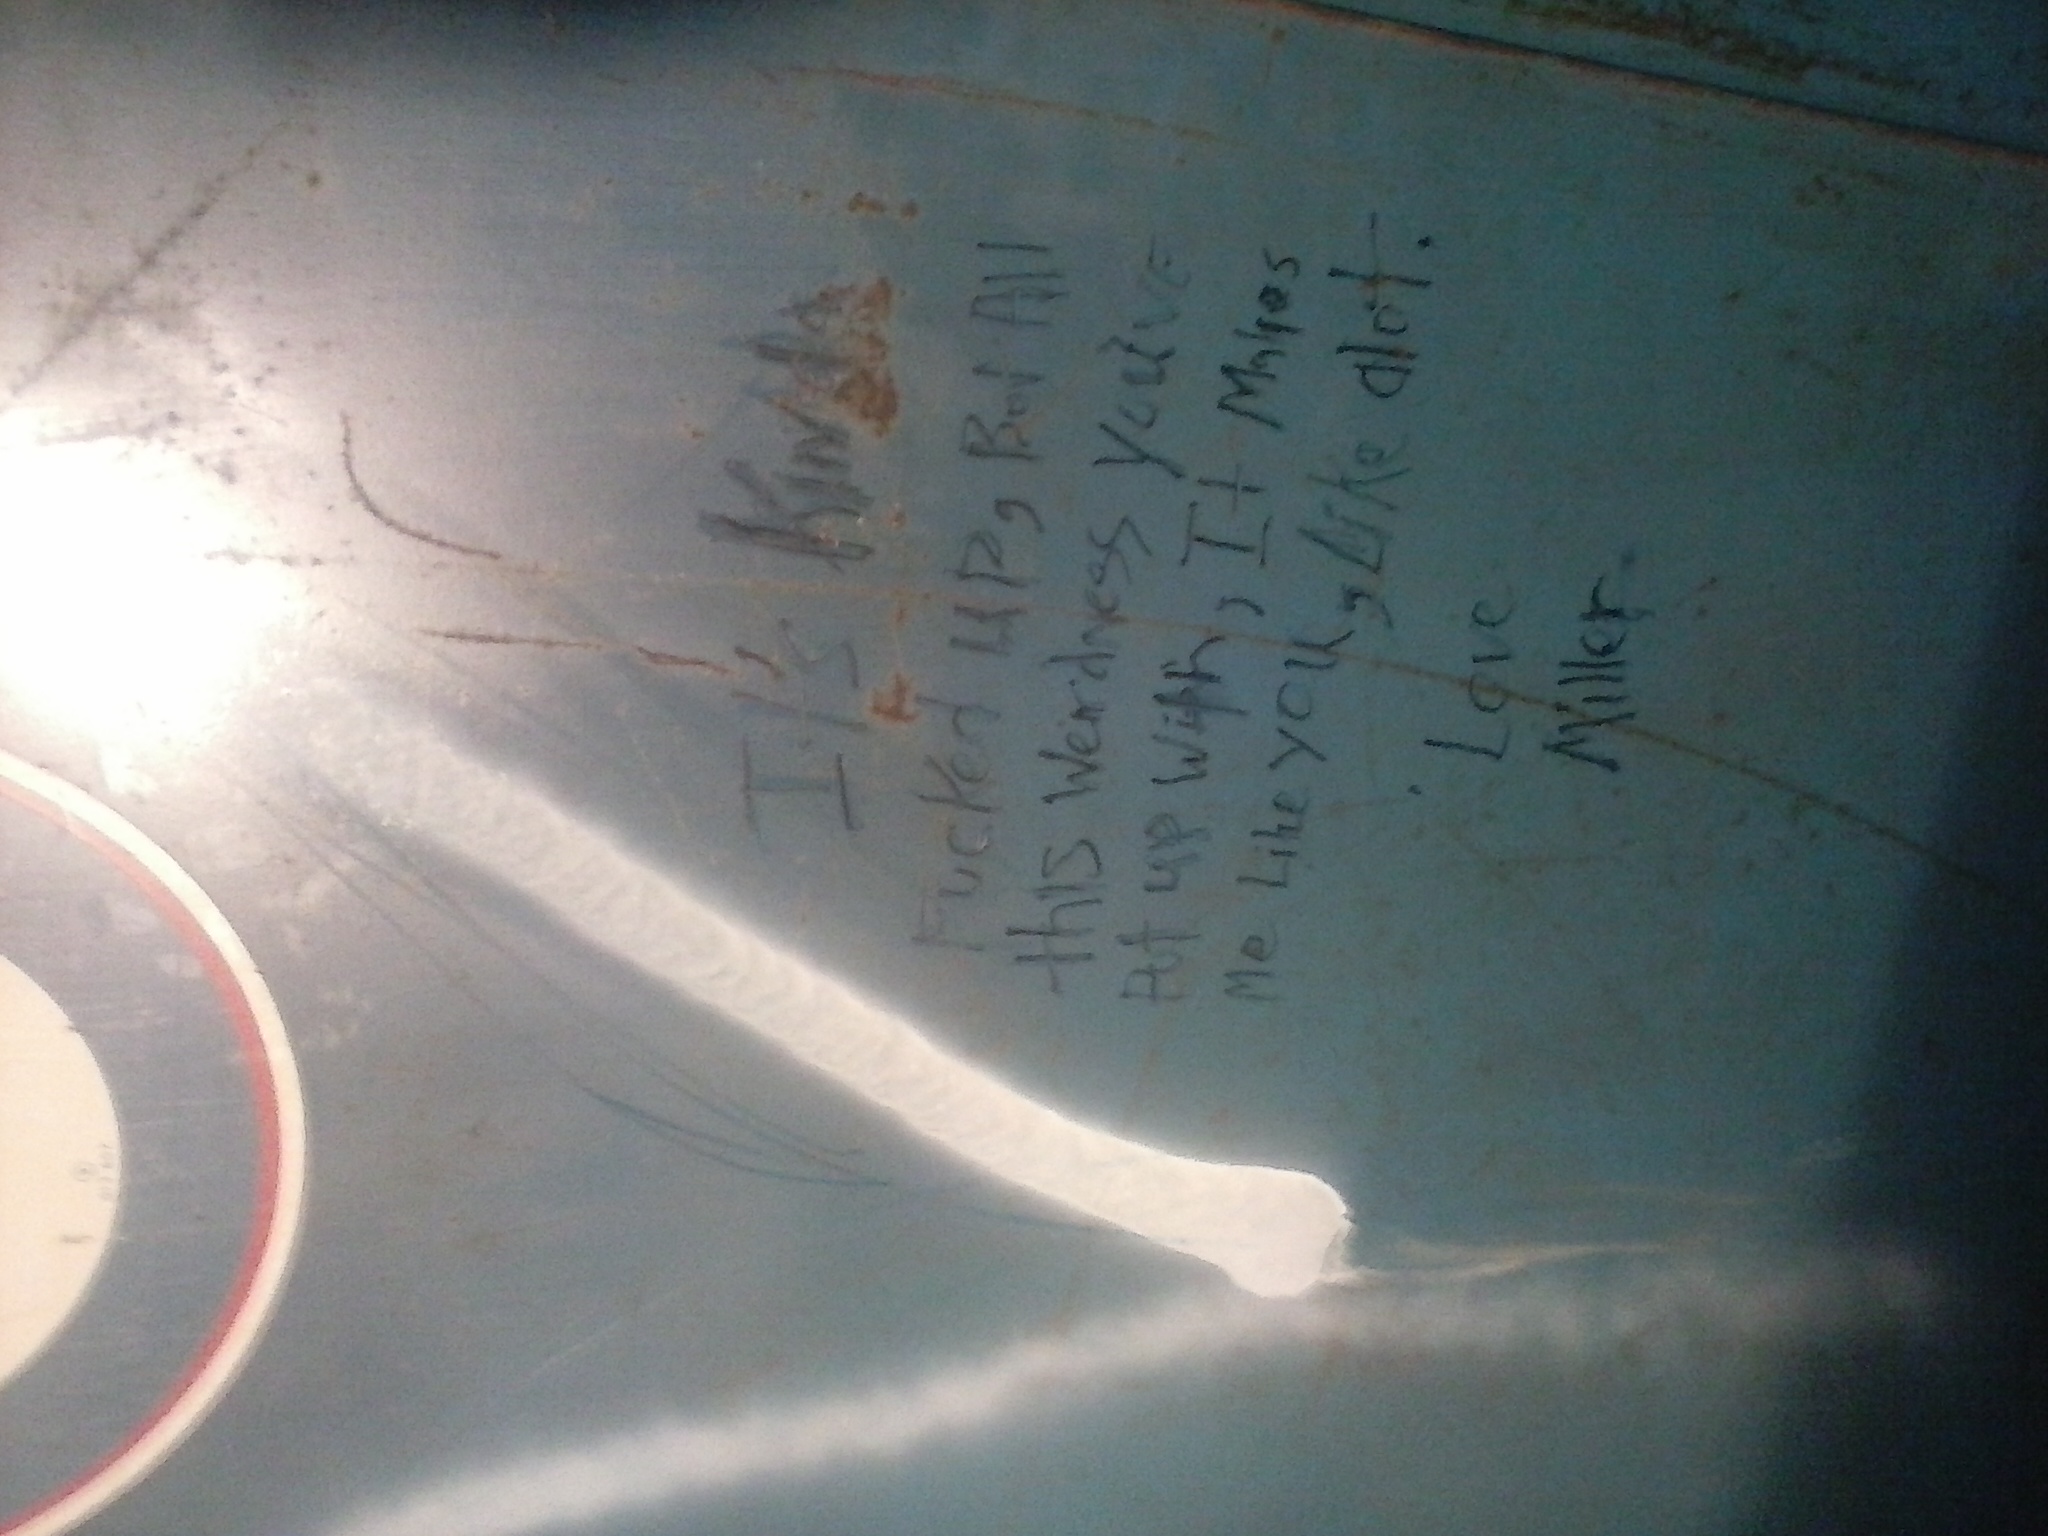 It's Kinda
Fucked up, But All
this Weirdness you've
Put up With, It Makes
Me Like you, Like alot.
. Love
Miller.